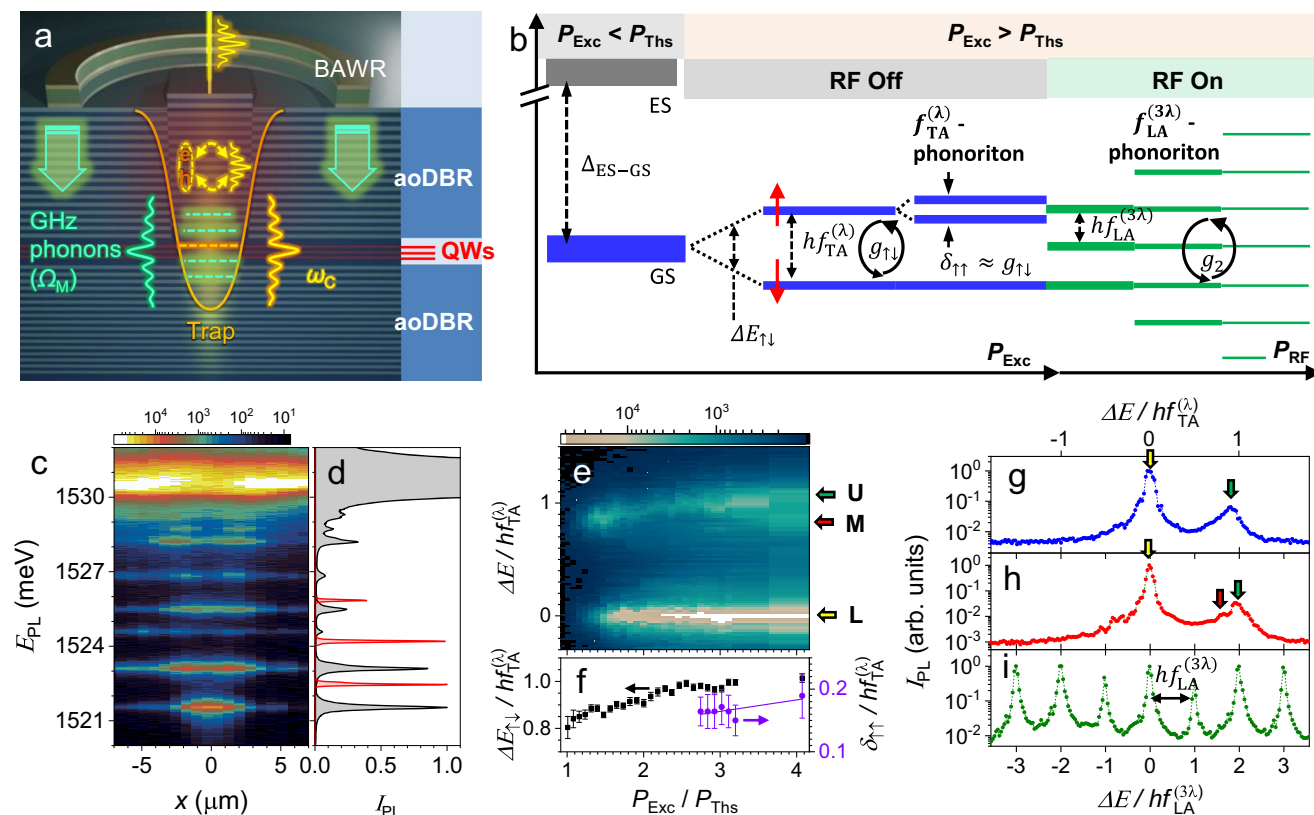 a
BAWR
e
h
aoDBR
GHz
phonons
(Ω_M)
QWs
ω_C
Trap
aoDBR
b
P_Exc < P_Ths
P_Exc > P_Ths
RF Off
RF On
ES
Δ_ES−GS
GS
f_TA^(λ) -
phonoriton
f_LA^(3λ) -
phonoriton
hf_TA^(λ)
g_↑↓
δ_↑↑ ≈ g_↑↓
hf_LA^(3λ)
g_2
ΔE_↑↓
P_Exc
P_RF
c
10^4 10^3 10^2 10^1
1530
1527
1524
1521
E_PL (meV)
-5 0 5
x (μm)
d
0.0 0.5 1.0
I_PL
e
10^4 10^3
1
0
ΔE / hf_TA^(λ)
U
M
L
f
1.0
0.8
ΔE_↑↓ / hf_TA^(λ)
0.2
0.1
δ_↑↑ / hf_TA^(λ)
1 2 3 4
P_Exc / P_Ths
ΔE / hf_TA^(λ)
-1 0 1
g
10^0
10^-1
10^-2
h
10^0
10^-1
10^-2
10^-3
i
hf_LA^(3λ)
10^0
10^-1
10^-2
I_PL (arb. units)
-3 -2 -1 0 1 2 3
ΔE / hf_LA^(3λ)